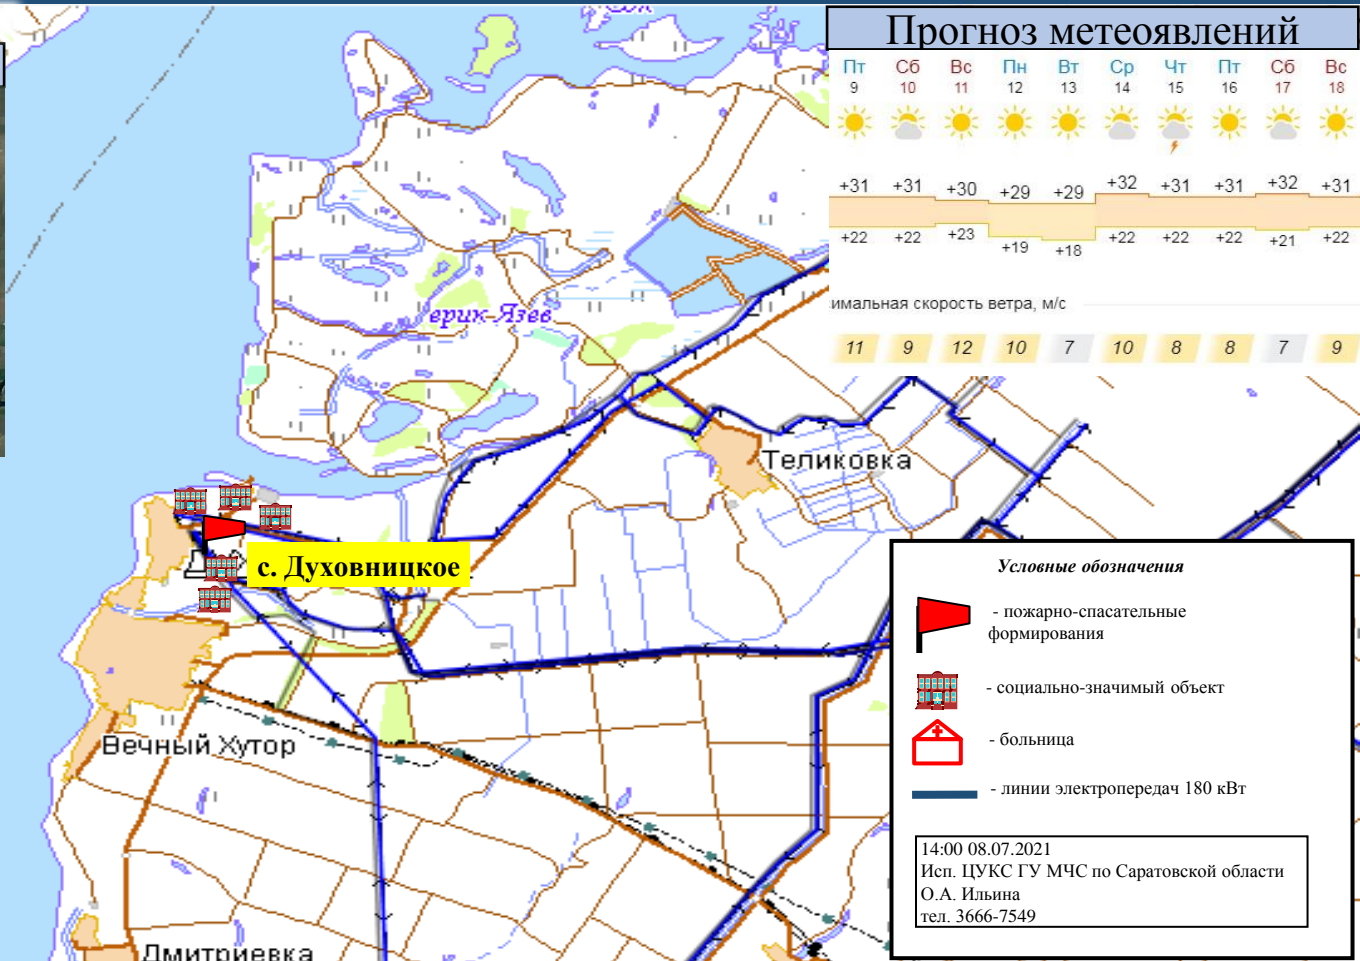 Прогноз метеоявлений
Пт Сб Вс Пн Вт Ср Чт Пт Сб Вс
9 10 11 12 13 14 15 16 17 18
+31 +31 +30 +29 +29 +32 +31 +31 +32 +31
+22 +22 +23 +19 +18 +22 +22 +22 +21 +22
имальная скорость ветра, м/с
11 9 12 10 7 10 8 8 7 9
ерик Язев
Теликовка
с. Духовницкое
Вечный Хутор
Дмитриевка
Условные обозначения
- пожарно-спасательные
формирования
- социально-значимый объект
- больница
- линии электропередач 180 кВт
14:00 08.07.2021
Исп. ЦУКС ГУ МЧС по Саратовской области
О.А. Ильина
тел. 3666-7549